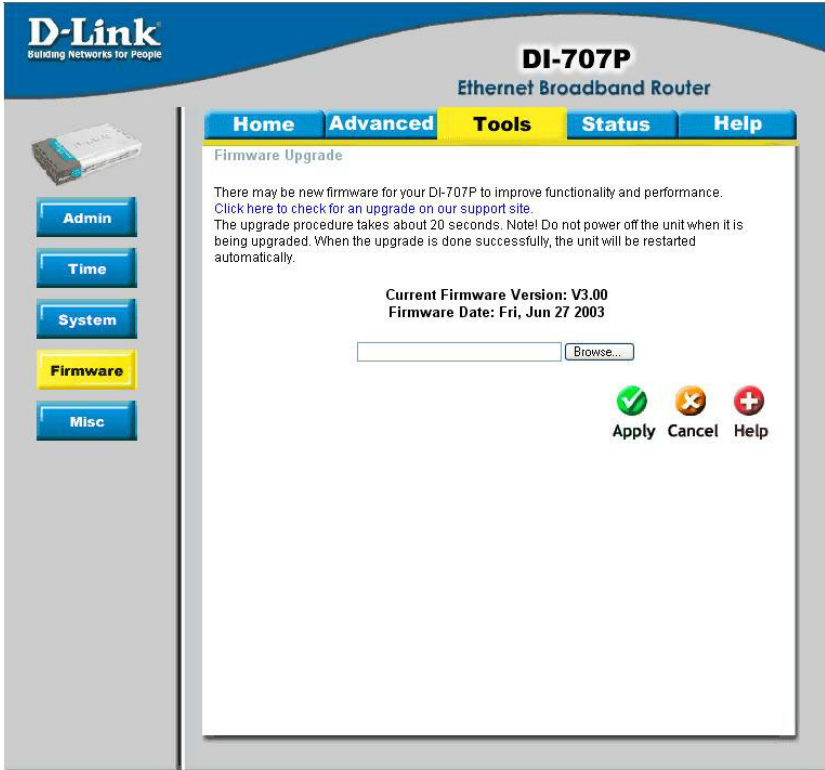 D-Link
Building Networks for People
DI-707P
Ethernet Broadband Router
Home
Advanced
Tools
Status
Help
Admin
Time
System
Firmware
Misc
Firmware Upgrade
There may be new firmware for your DI-707P to improve functionality and performance.
Click here to check for an upgrade on our support site.
The upgrade procedure takes about 20 seconds. Note! Do not power off the unit when it is
being upgraded. When the upgrade is done successfully, the unit will be restarted
automatically.
Current Firmware Version: V3.00
Firmware Date: Fri, Jun 27 2003
Browse...
Apply
Cancel
Help